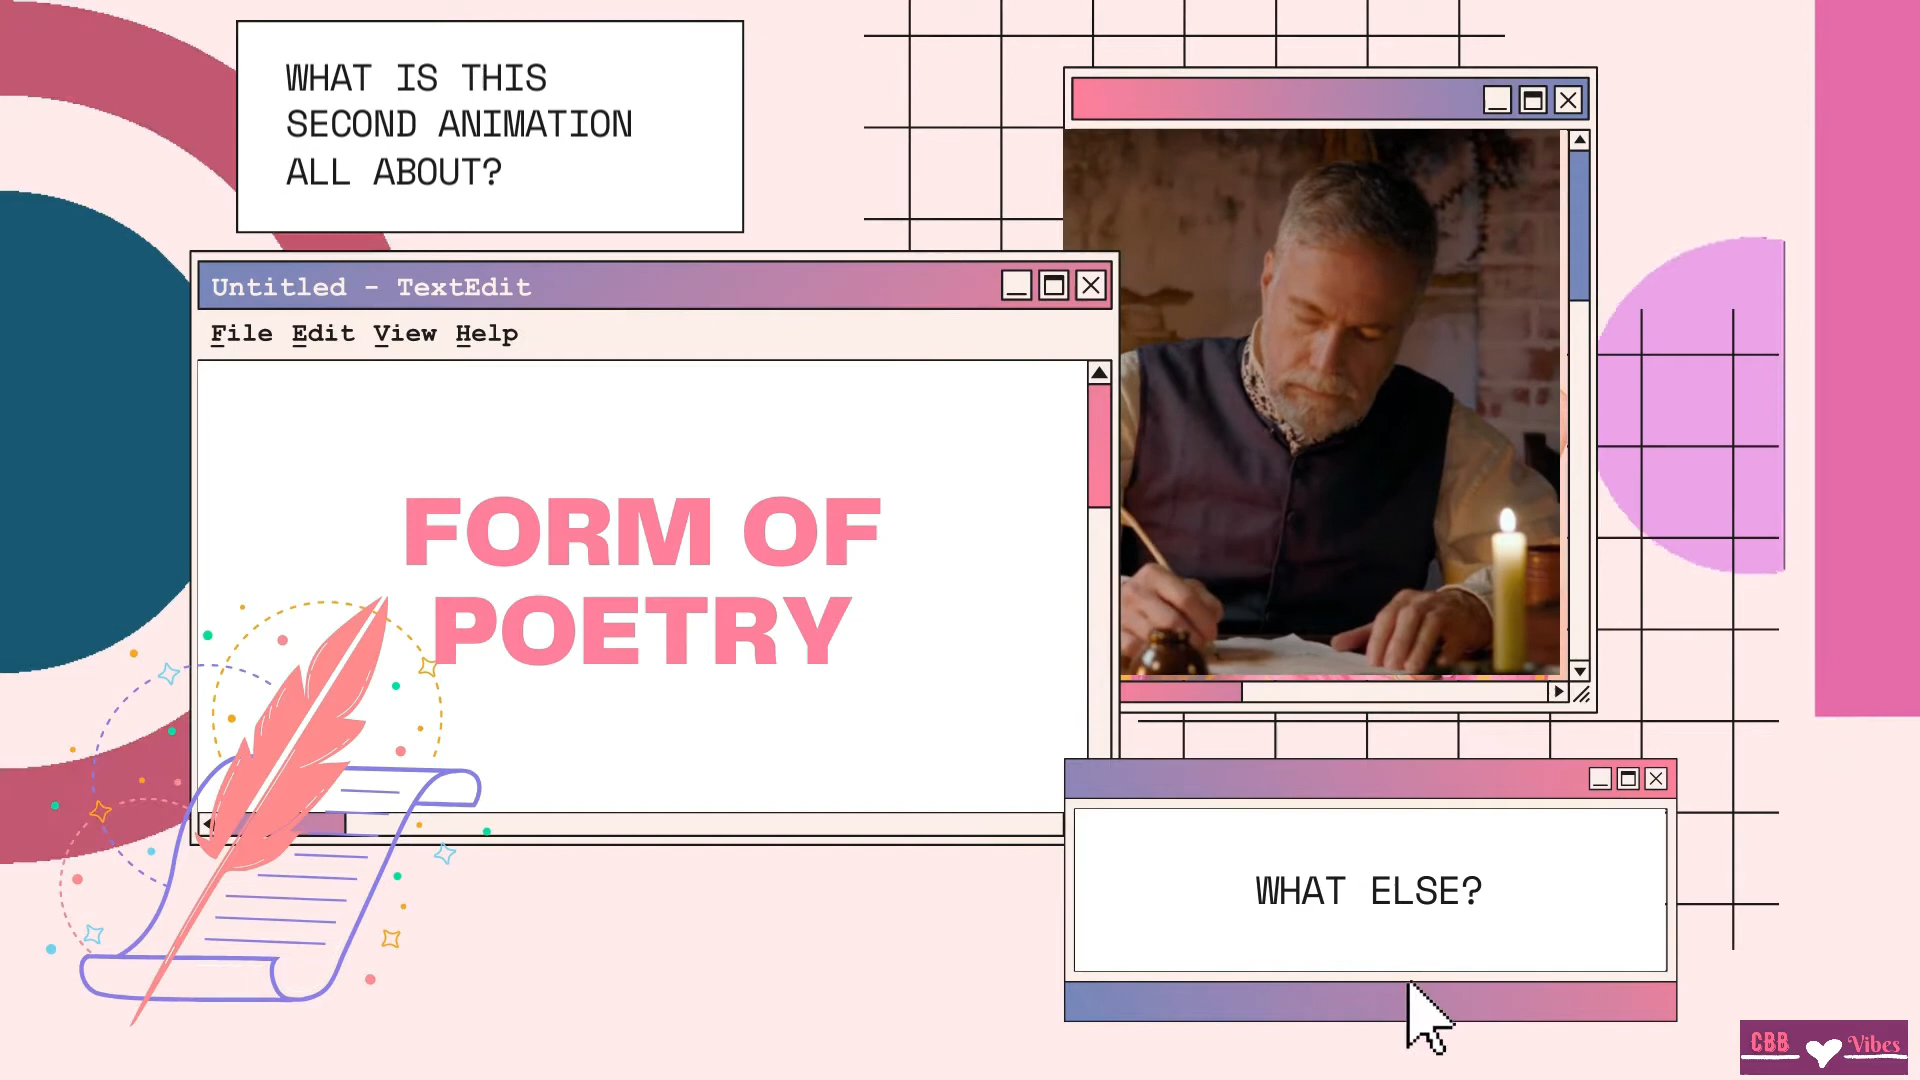 WHAT IS THIS
SECOND ANIMATION
ALL ABOUT?
Untitled - TextEdit
File Edit View Help
FORM OF
POETRY
WHAT ELSE?
CBB Vibes